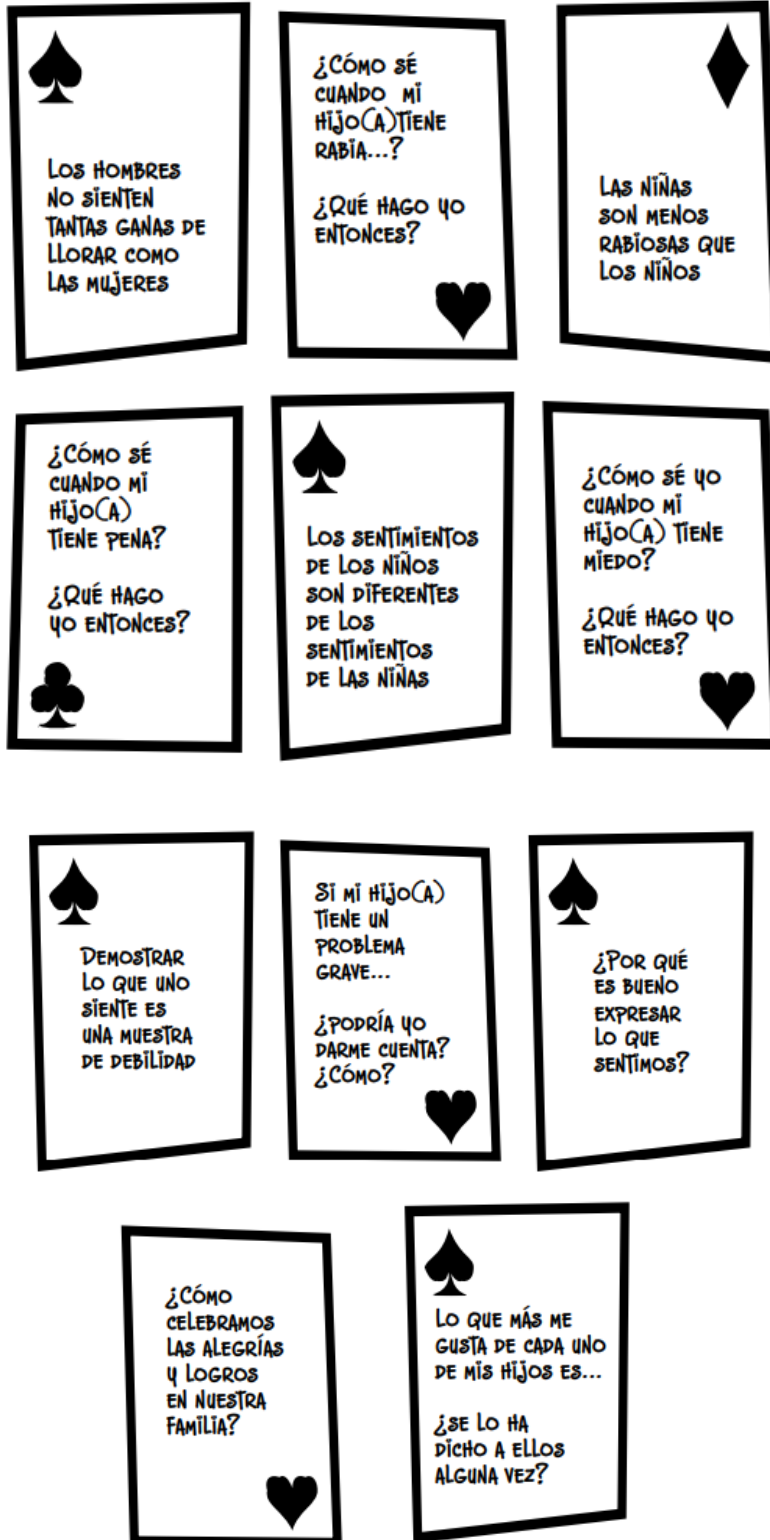 Los hombres
no sienten
tantas ganas de
llorar como
las mujeres
¿Cómo sé
cuando mi
hijo(a)tiene
rabia...?
¿Qué hago yo
entonces?
Las niñas
son menos
rabiosas que
los niños
¿Cómo sé
cuando mi
hijo(a)
tiene pena?
¿Qué hago
yo entonces?
Los sentimientos
de los niños
son diferentes
de los
sentimientos
de las niñas
¿Cómo sé yo
cuando mi
hijo(a) tiene
miedo?
¿Qué hago yo
entonces?
Demostrar
lo que uno
siente es
una muestra
de debilidad
Si mi hijo(a)
tiene un
problema
grave...
¿podría yo
darme cuenta?
¿Cómo?
¿Por qué
es bueno
expresar
lo que
sentimos?
¿Cómo
celebramos
las alegrías
y logros
en nuestra
familia?
Lo que más me
gusta de cada uno
de mis hijos es...
¿se lo ha
dicho a ellos
alguna vez?